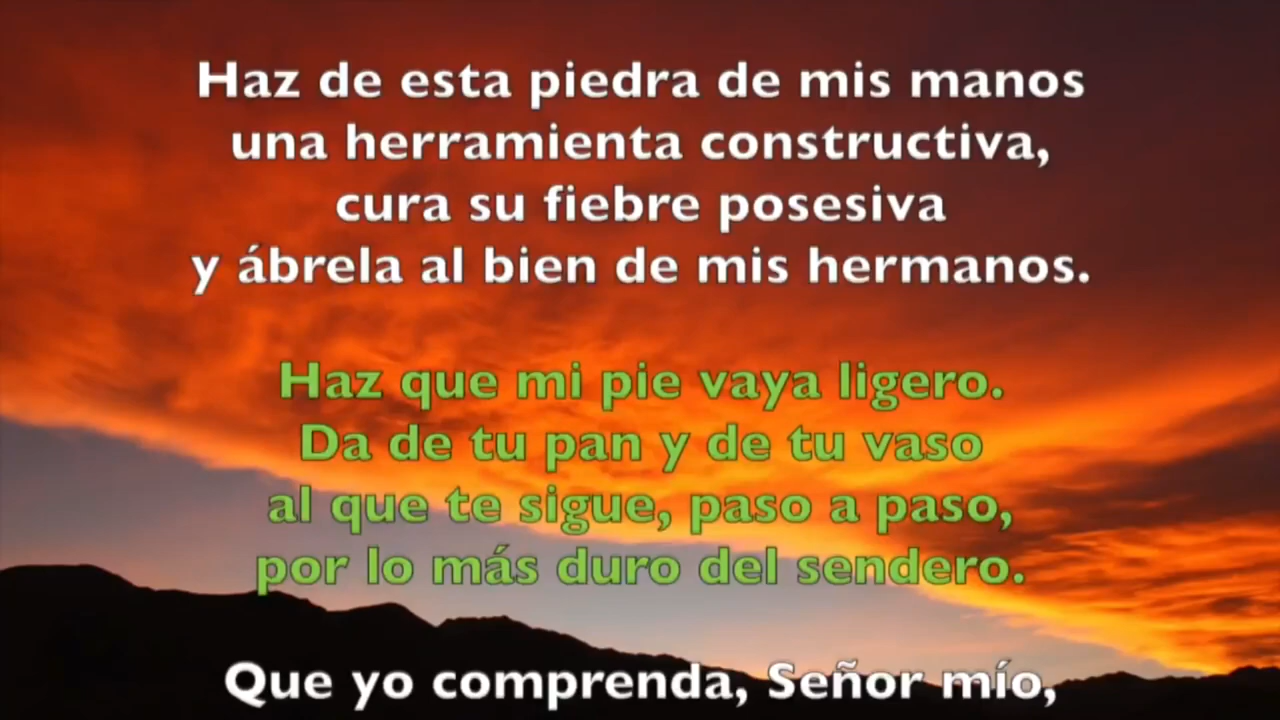 Haz de esta piedra de mis manos
una herramienta constructiva,
cura su fiebre posesiva
y ábrela al bien de mis hermanos.
Haz que mi pie vaya ligero.
Da de tu pan y de tu vaso
al que te sigue, paso a paso,
por lo más duro del sendero.
Que yo comprenda, Señor mío,